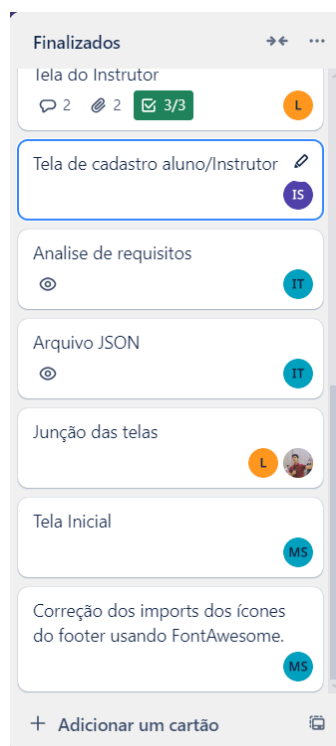 Finalizados
Tela do Instrutor
2 2 3/3
L
Tela de cadastro aluno/Instrutor
IS
Analise de requisitos
IT
Arquivo JSON
IT
Junção das telas
L
Tela Inicial
MS
Correção dos imports dos ícones
do footer usando FontAwesome.
MS
+ Adicionar um cartão